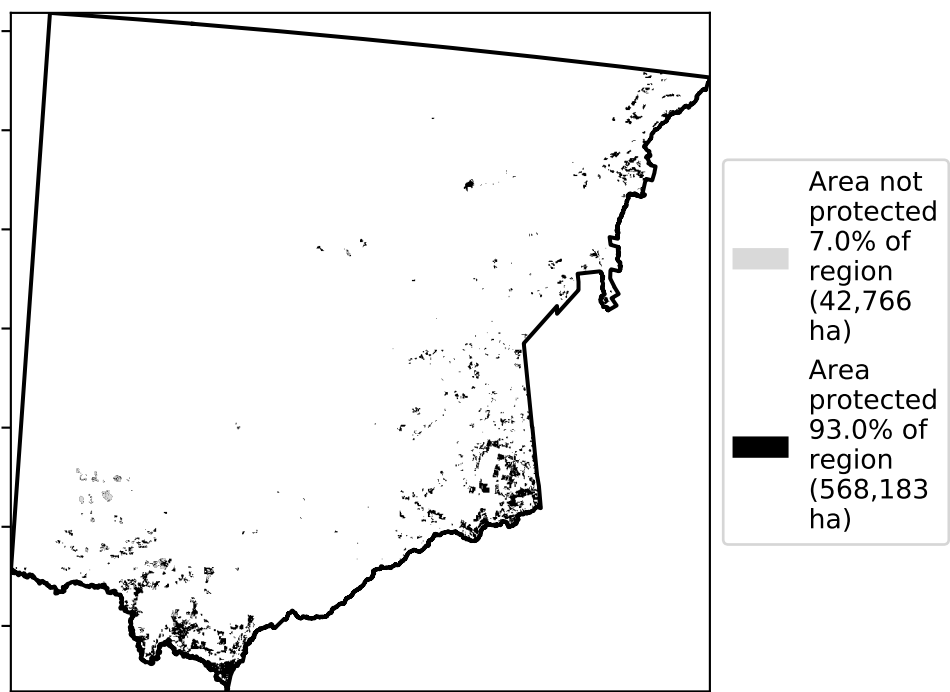 Area not
protected
7.0% of
region
(42,766
ha)
Area
protected
93.0% of
region
(568,183
ha)